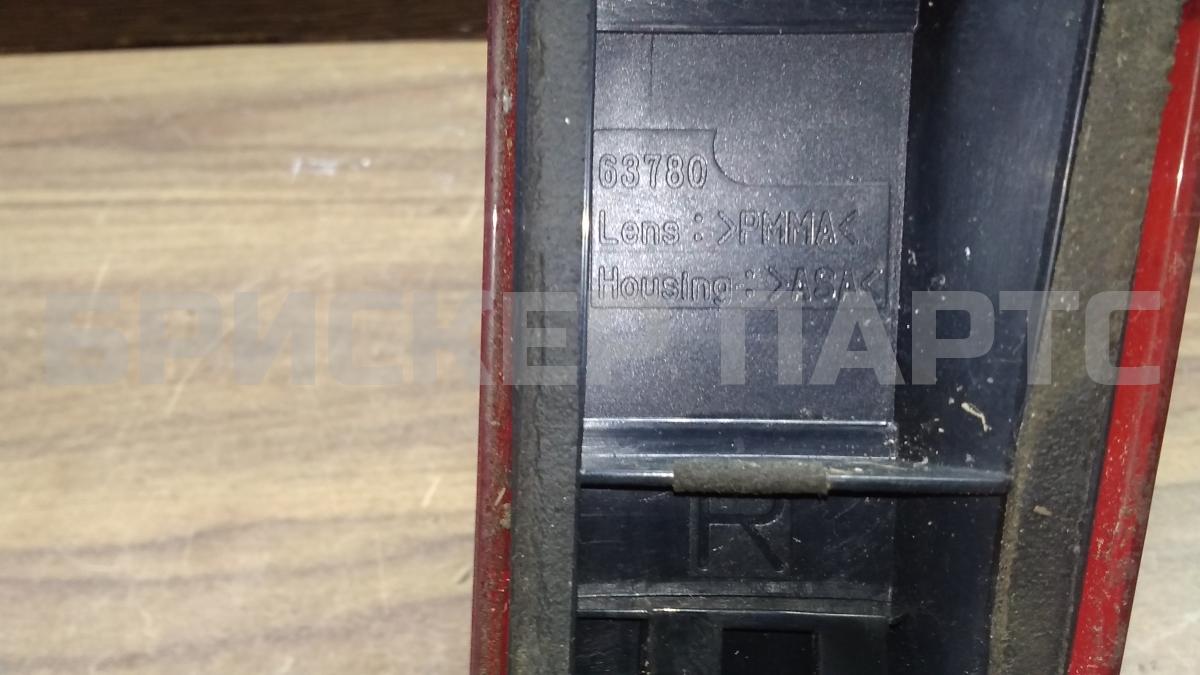 63780
Lens : >PMMA<
Housing : >ASA<
БРИСКЕР ПАРТС
R